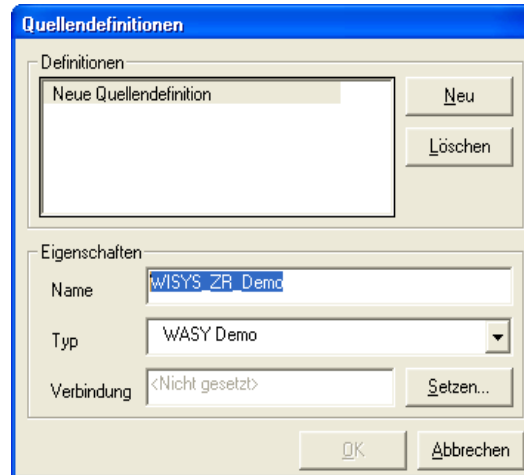 Quellendefinitionen
Definitionen
Neue Quellendefinition
Neu
Löschen
Eigenschaften
Name WISYS_ZR_Demo
Typ WASY Demo
Verbindung <Nicht gesetzt> Setzen...
OK Abbrechen